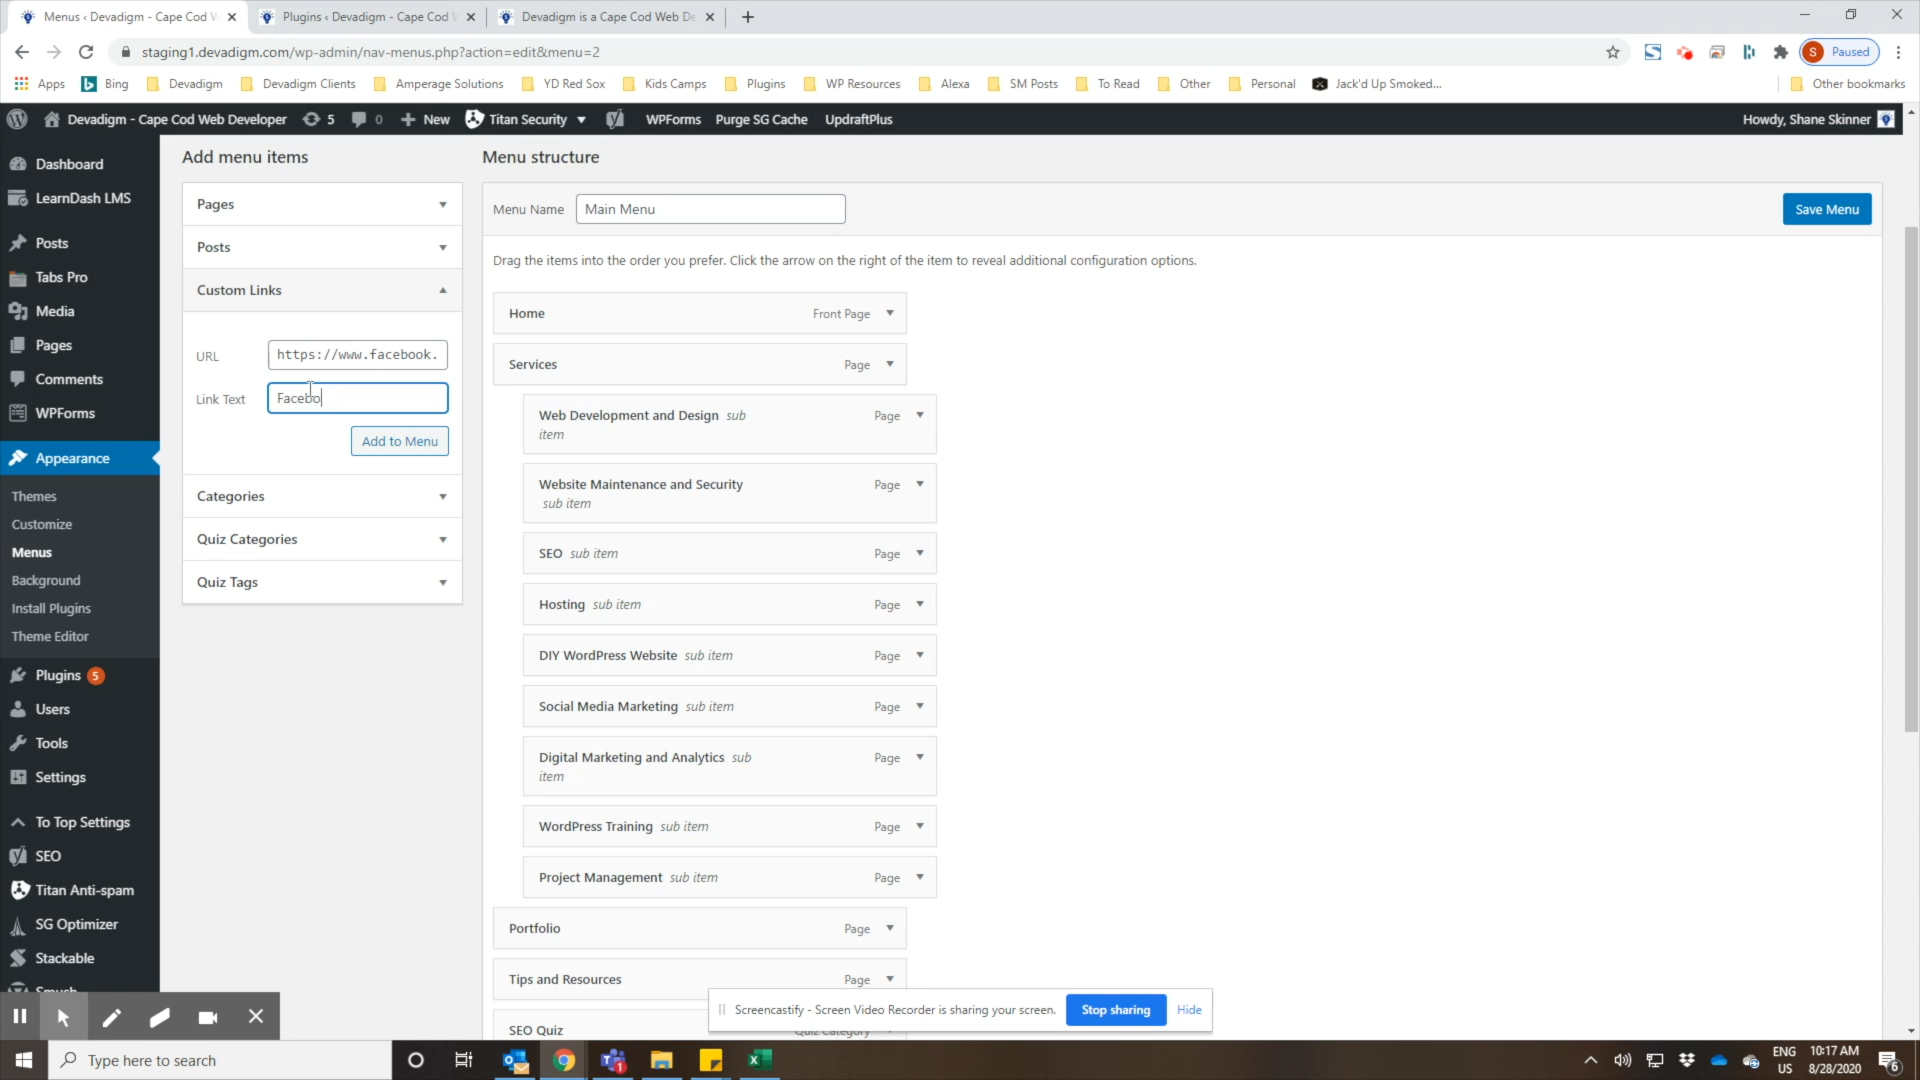 Menus ‹ Devadigm - Cape Cod W
Plugins ‹ Devadigm - Cape Cod W
Devadigm is a Cape Cod Web De
staging1.devadigm.com/wp-admin/nav-menus.php?action=edit&menu=2
S Paused
Apps Bing Devadigm Devadigm Clients Amperage Solutions YD Red Sox Kids Camps Plugins WP Resources Alexa SM Posts To Read Other Personal Jack'd Up Smoked... Other bookmarks
Devadigm - Cape Cod Web Developer 5 0 New Titan Security WPForms Purge SG Cache UpdraftPlus Howdy, Shane Skinner
Dashboard
LearnDash LMS
Posts
Tabs Pro
Media
Pages
Comments
WPForms
Appearance
Themes
Customize
Menus
Background
Install Plugins
Theme Editor
Plugins 5
Users
Tools
Settings
To Top Settings
SEO
Titan Anti-spam
SG Optimizer
Stackable
Smush
Add menu items
Pages
Posts
Custom Links
URL https://www.facebook.
Link Text Facebo
Add to Menu
Categories
Quiz Categories
Quiz Tags
Menu structure
Menu Name Main Menu Save Menu
Drag the items into the order you prefer. Click the arrow on the right of the item to reveal additional configuration options.
Home Front Page
Services Page
Web Development and Design sub Page
item
Website Maintenance and Security Page
sub item
SEO sub item Page
Hosting sub item Page
DIY WordPress Website sub item Page
Social Media Marketing sub item Page
Digital Marketing and Analytics sub Page
item
WordPress Training sub item Page
Project Management sub item Page
Portfolio Page
Tips and Resources Page
SEO Quiz Quiz Category
Screencastify - Screen Video Recorder is sharing your screen. Stop sharing Hide
Type here to search
1
ENG
US
10:17 AM
8/28/2020
6